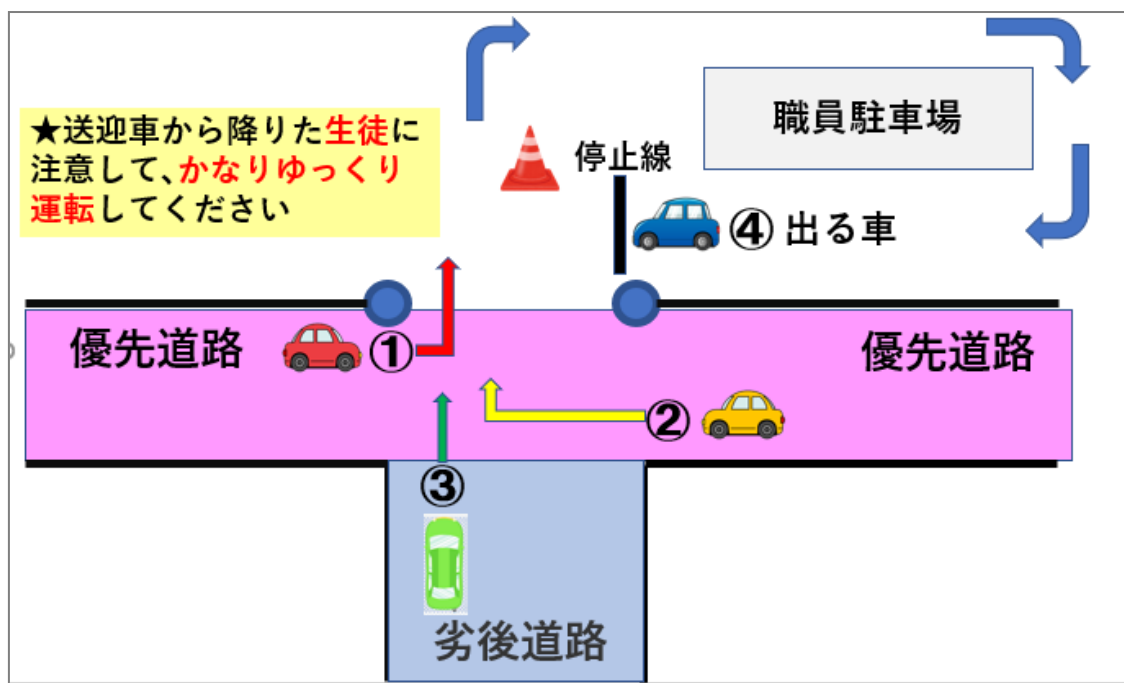 ★送迎車から降りた生徒に
注意して、かなりゆっくり
運転してください
職員駐車場
停止線
④ 出る車
優先道路
①
優先道路
②
③
劣後道路